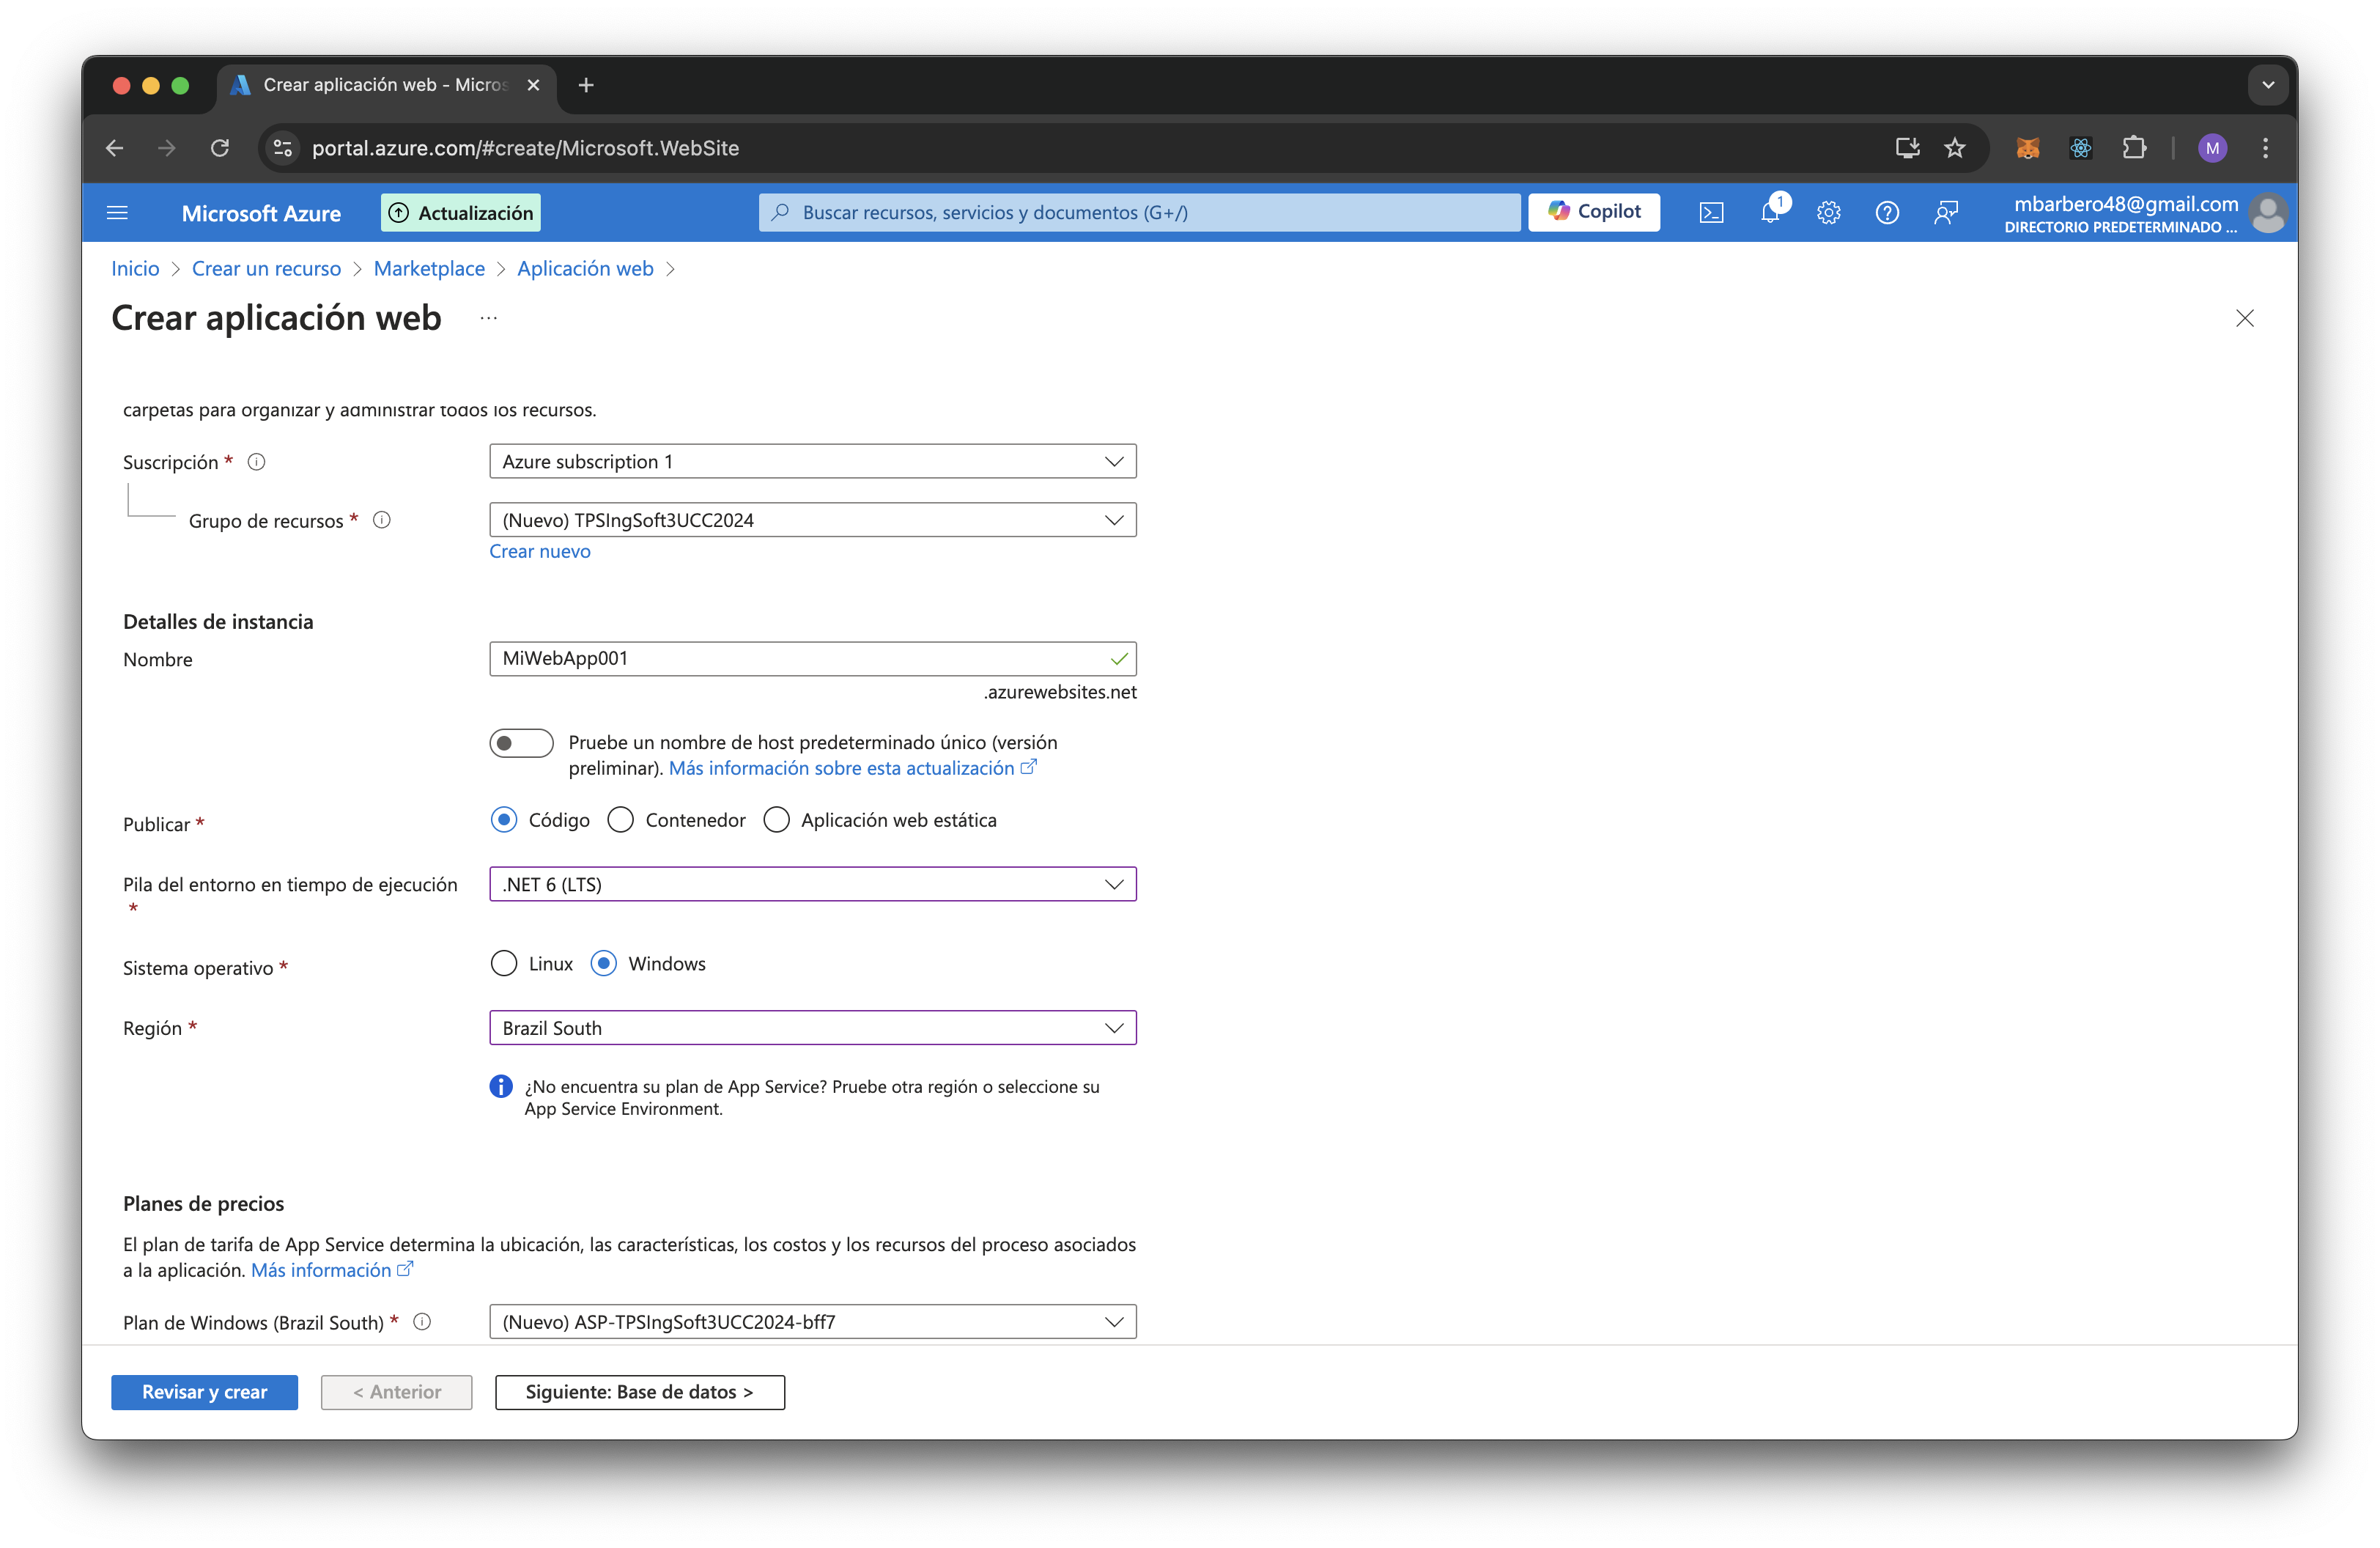 Crear aplicación web - Micros
portal.azure.com/#create/Microsoft.WebSite
M
Microsoft Azure
Actualización
Buscar recursos, servicios y documentos (G+/)
Copilot
1
mbarbero48@gmail.com
DIRECTORIO PREDETERMINADO ...
Inicio > Crear un recurso > Marketplace > Aplicación web >
Crear aplicación web ...
carpetas para organizar y administrar todos los recursos.
Suscripción * Azure subscription 1
Grupo de recursos * (Nuevo) TPSIngSoft3UCC2024
Crear nuevo
Detalles de instancia
Nombre MiWebApp001
.azurewebsites.net
Pruebe un nombre de host predeterminado único (versión
preliminar). Más información sobre esta actualización
Publicar * Código Contenedor Aplicación web estática
Pila del entorno en tiempo de ejecución .NET 6 (LTS)
*
Sistema operativo * Linux Windows
Región * Brazil South
¿No encuentra su plan de App Service? Pruebe otra región o seleccione su
App Service Environment.
Planes de precios
El plan de tarifa de App Service determina la ubicación, las características, los costos y los recursos del proceso asociados
a la aplicación. Más información
Plan de Windows (Brazil South) * (Nuevo) ASP-TPSIngSoft3UCC2024-bff7
Revisar y crear < Anterior Siguiente: Base de datos >